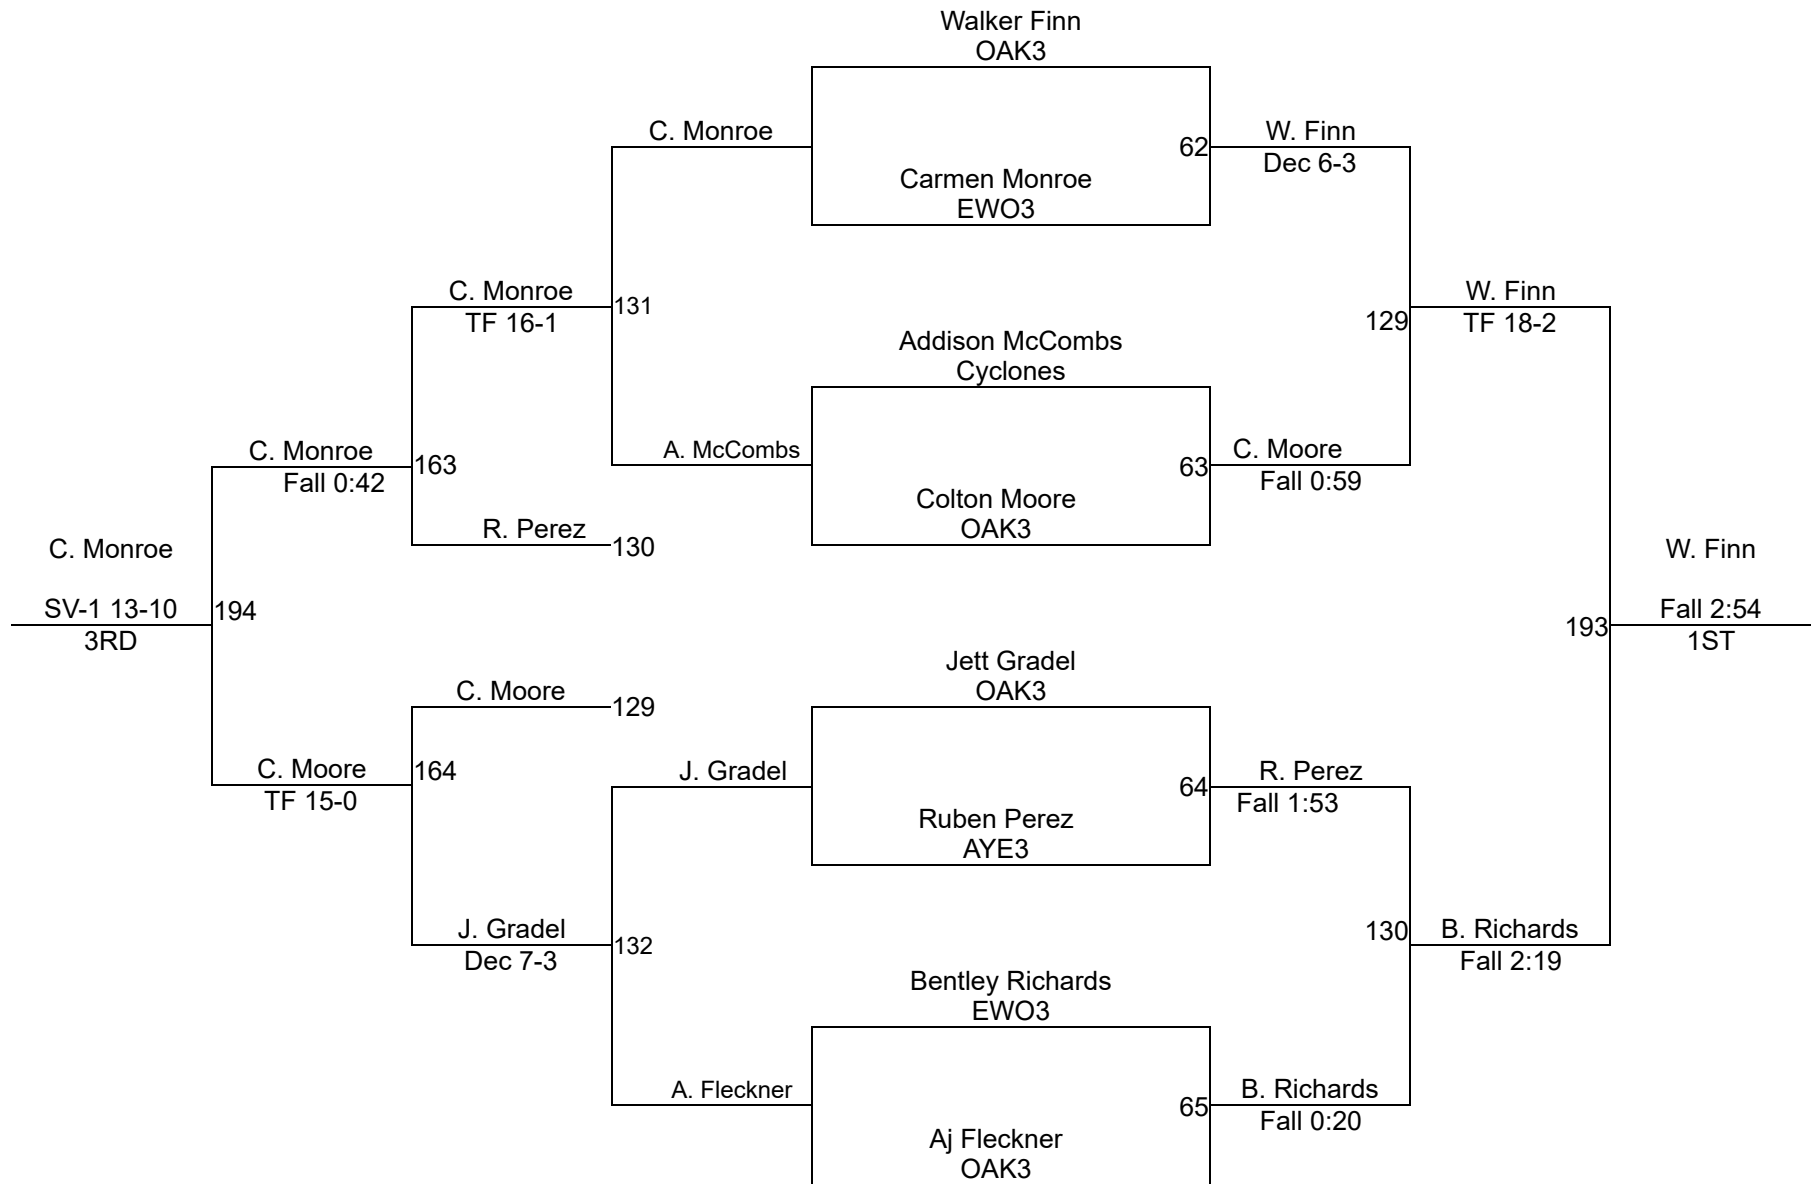 Walker Finn
OAK3
C. Monroe
62
W. Finn
Dec 6-3
Carmen Monroe
EWO3
C. Monroe
TF 16-1
131
129
W. Finn
TF 18-2
Addison McCombs
Cyclones
C. Monroe
Fall 0:42
163
A. McCombs
63
C. Moore
Fall 0:59
Colton Moore
OAK3
R. Perez
130
C. Monroe
SV-1 13-10
3RD
194
W. Finn
193
Fall 2:54
1ST
Jett Gradel
OAK3
C. Moore
129
C. Moore
TF 15-0
164
J. Gradel
64
R. Perez
Fall 1:53
Ruben Perez
AYE3
J. Gradel
Dec 7-3
132
130
B. Richards
Fall 2:19
Bentley Richards
EWO3
A. Fleckner
65
B. Richards
Fall 0:20
Aj Fleckner
OAK3